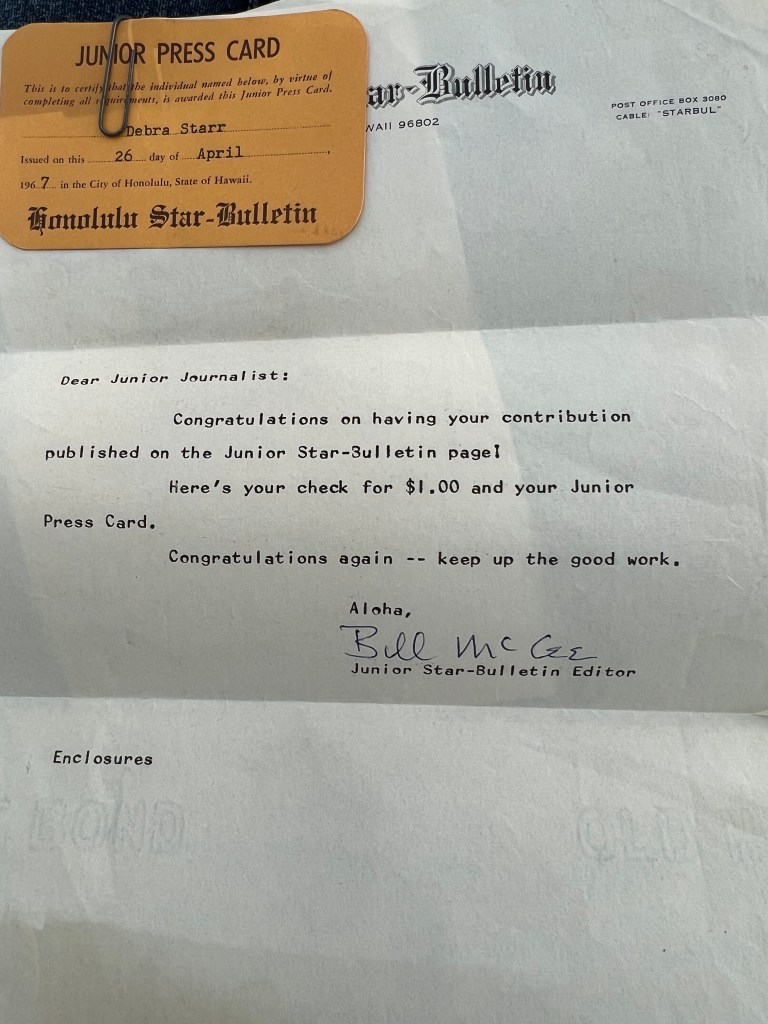 JUNIOR PRESS CARD
This is to certify that the individual named below, by virtue of
completing all requirements, is awarded this Junior Press Card.
Debra Starr
Issued on this 26 day of April,
1967 in the City of Honolulu, State of Hawaii.
Honolulu Star-Bulletin
ar-Bulletin
WAII 96802
POST OFFICE BOX 3080
CABLE: "STARBUL"
Dear Junior Journalist:
Congratulations on having your contribution
published on the Junior Star-Bulletin page!
Here's your check for $1.00 and your Junior
Press Card.
Congratulations again -- keep up the good work.
Aloha,
Bill McGee
Junior Star-Bulletin Editor
Enclosures
BOND